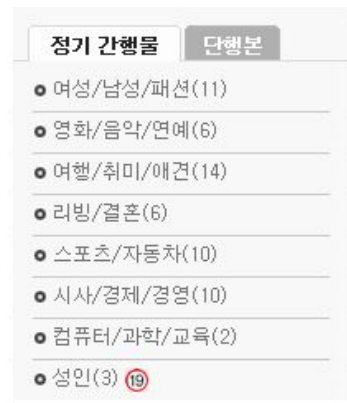 정기 간행물 단행본
여성/남성/패션(11)
영화/음악/연예(6)
여행/취미/애견(14)
리빙/결혼(6)
스포츠/자동차(10)
시사/경제/경영(10)
컴퓨터/과학/교육(2)
성인(3) 19